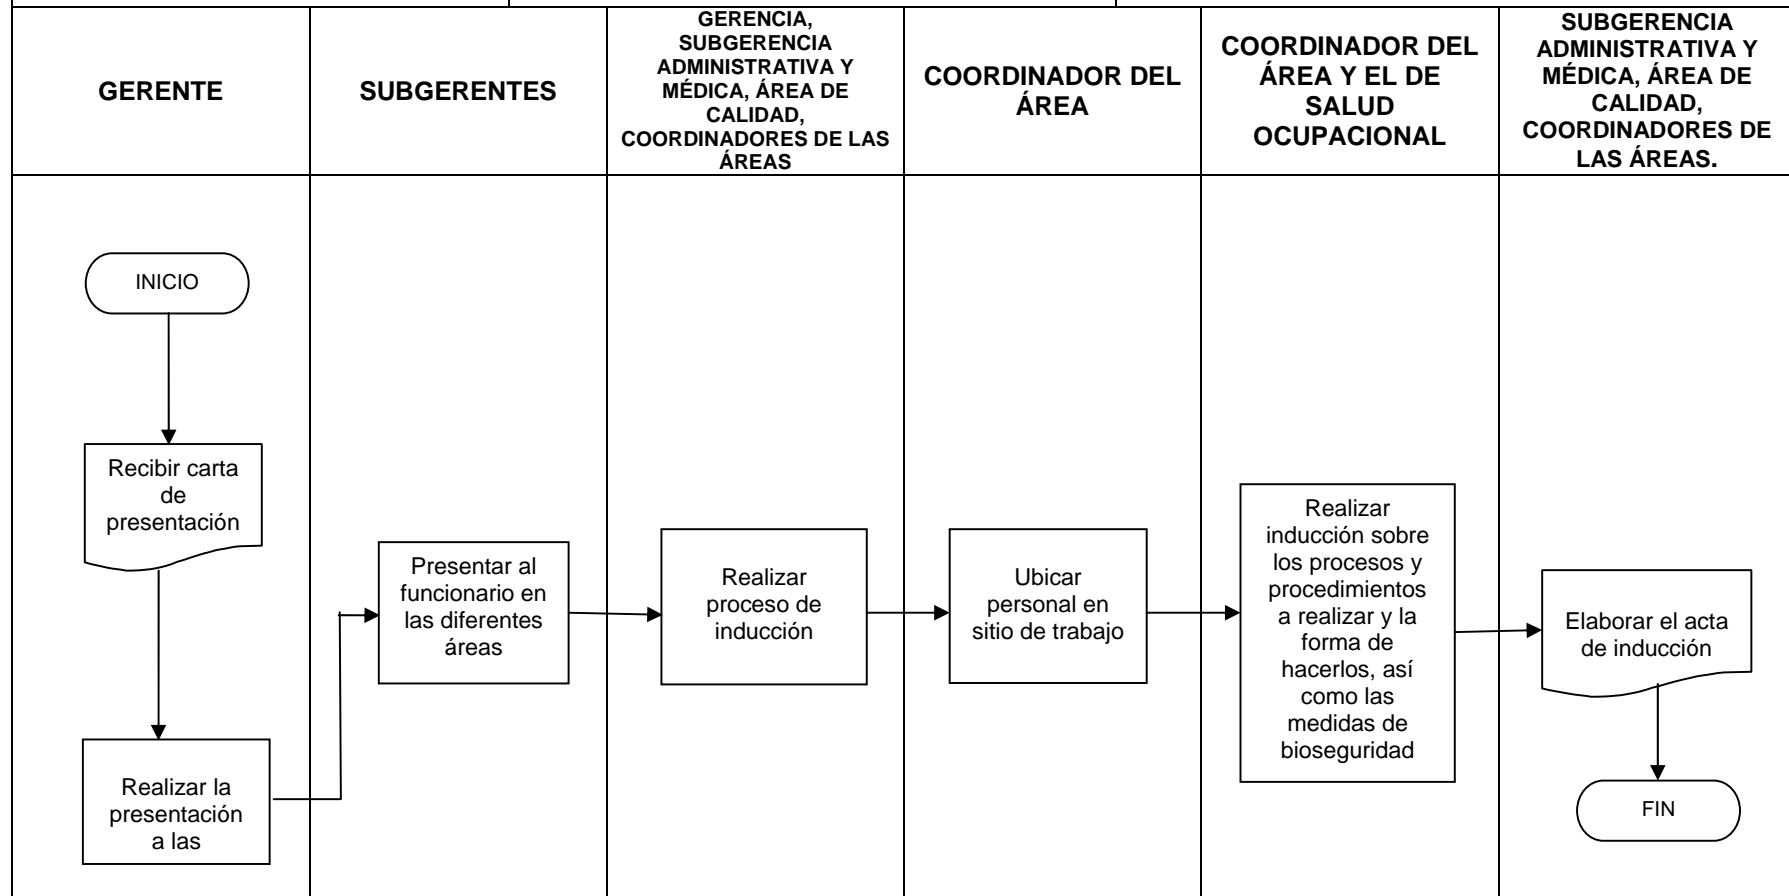 GERENTE
SUBGERENTES
GERENCIA,
SUBGERENCIA
ADMINISTRATIVA Y
MÉDICA, ÁREA DE
CALIDAD,
COORDINADORES DE LAS
ÁREAS
COORDINADOR DEL
ÁREA
COORDINADOR DEL
ÁREA Y EL DE
SALUD
OCUPACIONAL
SUBGERENCIA
ADMINISTRATIVA Y
MÉDICA, ÁREA DE
CALIDAD,
COORDINADORES DE
LAS ÁREAS.
INICIO
Recibir carta
de
presentación
Realizar la
presentación
a las
Presentar al
funcionario en
las diferentes
áreas
Realizar
proceso de
inducción
Ubicar
personal en
sitio de trabajo
Realizar
inducción sobre
los procesos y
procedimientos
a realizar y la
forma de
hacerlos, así
como las
medidas de
bioseguridad
Elaborar el acta
de inducción
FIN